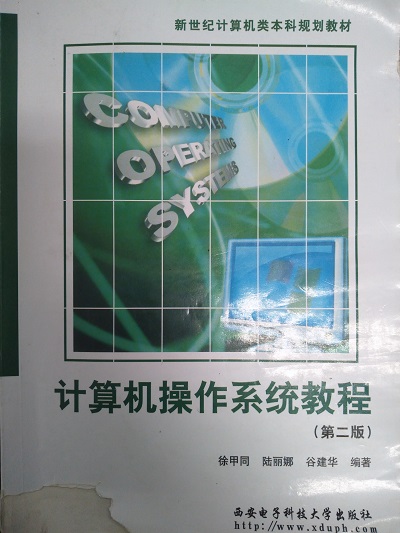 新世纪计算机类本科规划教材
COMPUTER
OPERATING
SYSTEMS
计算机操作系统教程
(第二版)
徐甲同 陆丽娜 谷建华 编著
西安电子科技大学出版社
http://www.xduph.com